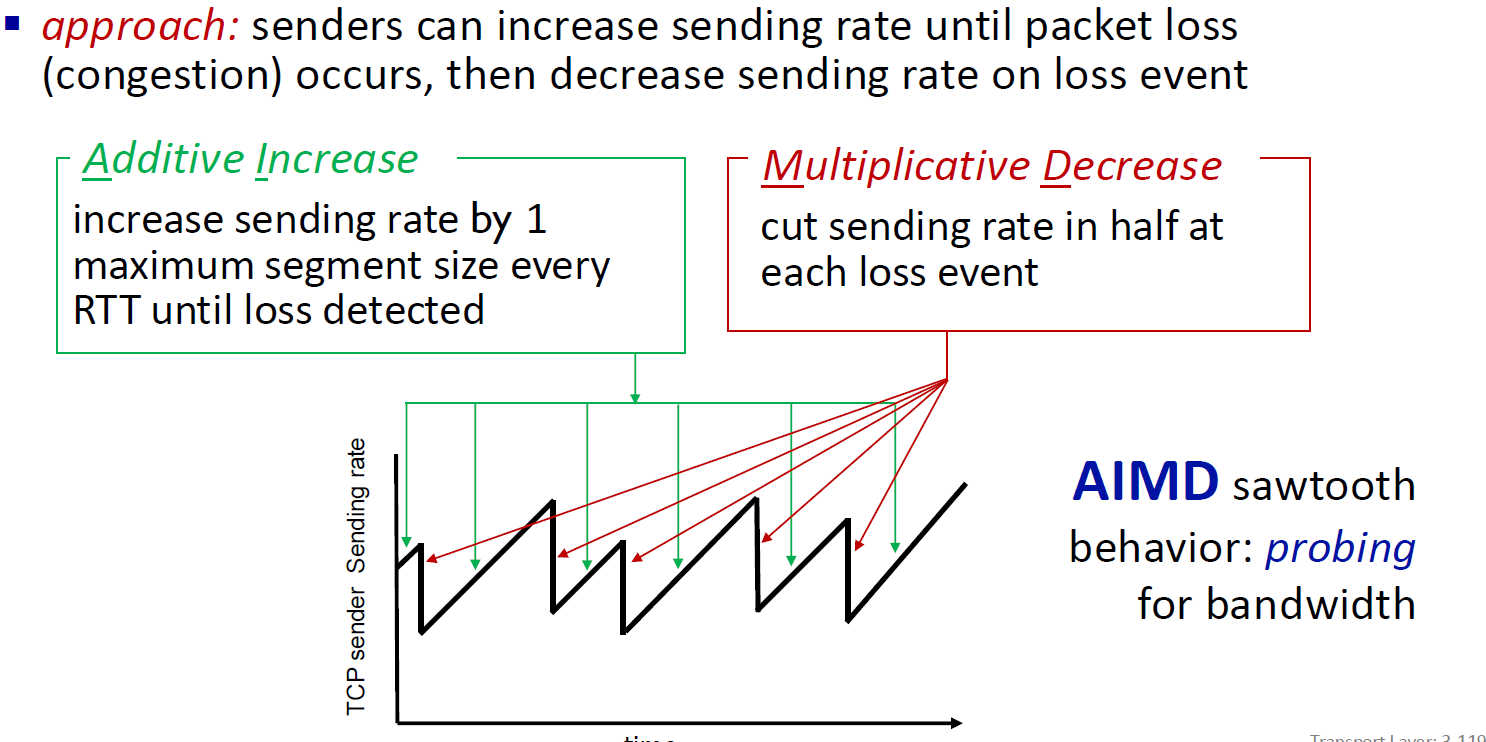 approach: senders can increase sending rate until packet loss
(congestion) occurs, then decrease sending rate on loss event
Additive Increase
increase sending rate by 1
maximum segment size every
RTT until loss detected
Multiplicative Decrease
cut sending rate in half at
each loss event
TCP sender Sending rate
AIMD sawtooth
behavior: probing
for bandwidth
time
Transport Layer: 3-119